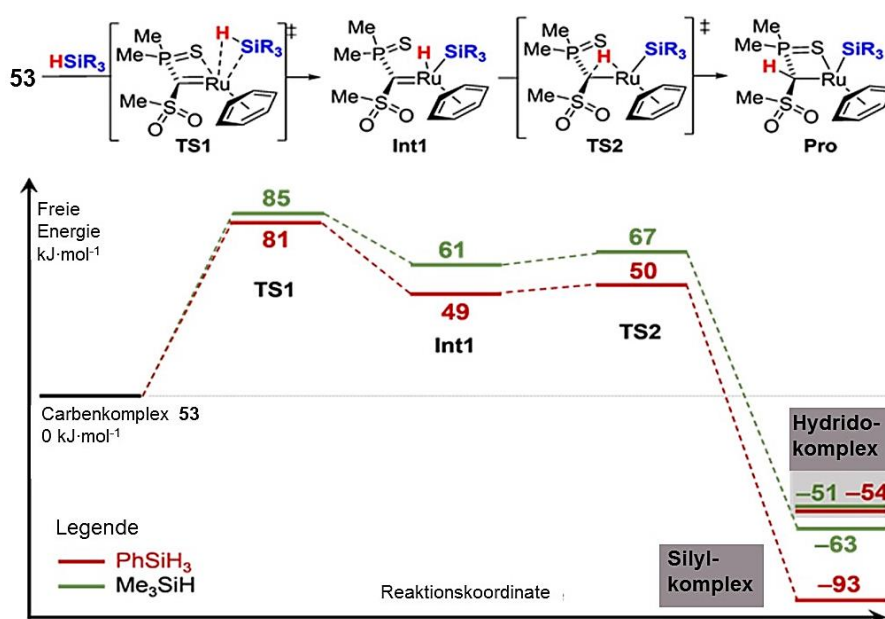 53
HSiR3
Me
Me
P
S
H
SiR3
Ru
Me
S
O
O
‡
TS1
Me
Me
P
S
H
SiR3
Ru
Me
S
O
O
Int1
Me
Me
P
S
SiR3
H
Ru
Me
S
O
O
‡
TS2
Me
Me
P
S
SiR3
H
Ru
Me
S
O
O
Pro
Freie
Energie
kJ·mol-1
85
81
TS1
61
49
Int1
67
50
TS2
Carbenkomplex 53
0 kJ·mol-1
Hydrido-
komplex
–51 –54
–63
Silyl-
komplex
–93
Legende
PhSiH3
Me3SiH
Reaktionskoordinate